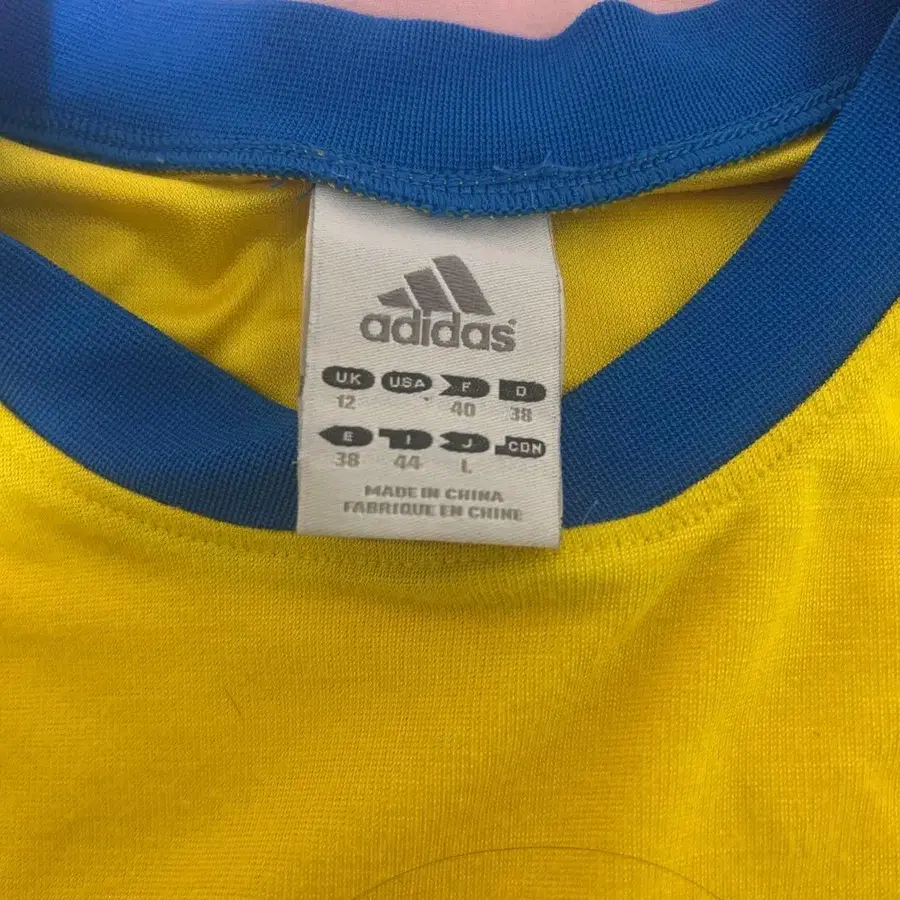 adidas
UK USA F D
12 - 40 38
E I J CDN
38 44 L
MADE IN CHINA
FABRIQUE EN CHINE